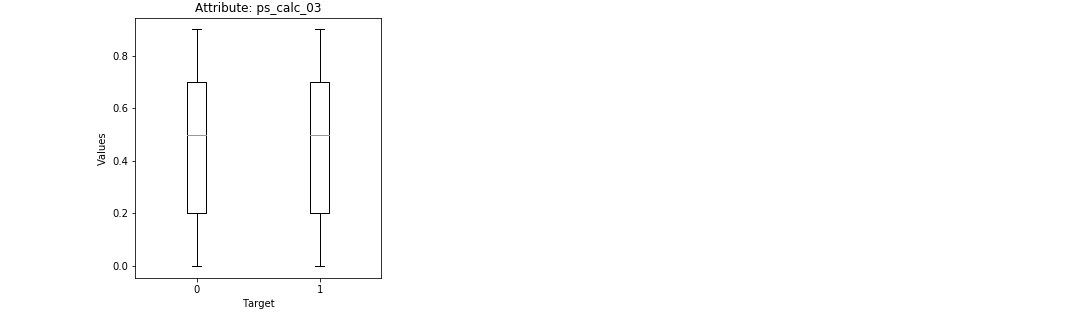 Attribute: ps_calc_03
Values
0.8
0.6
0.4
0.2
0.0
0 1
Target